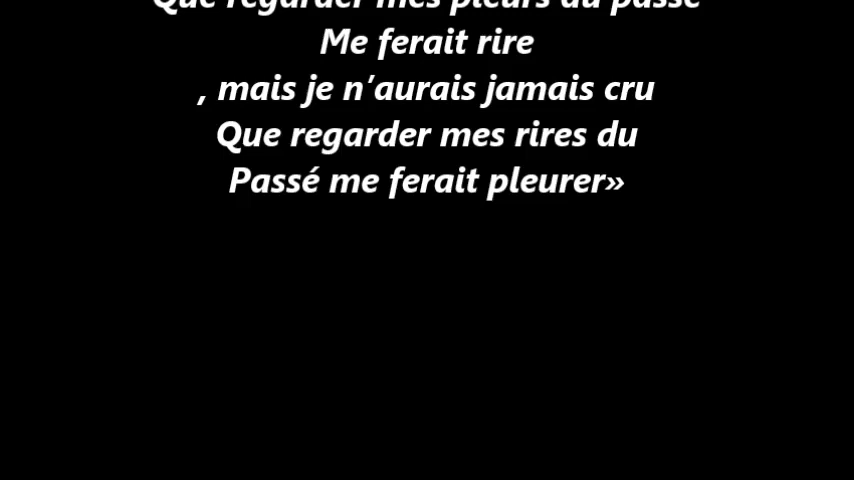 Que regarder mes pleurs du passé
Me ferait rire
, mais je n’aurais jamais cru
Que regarder mes rires du
Passé me ferait pleurer»